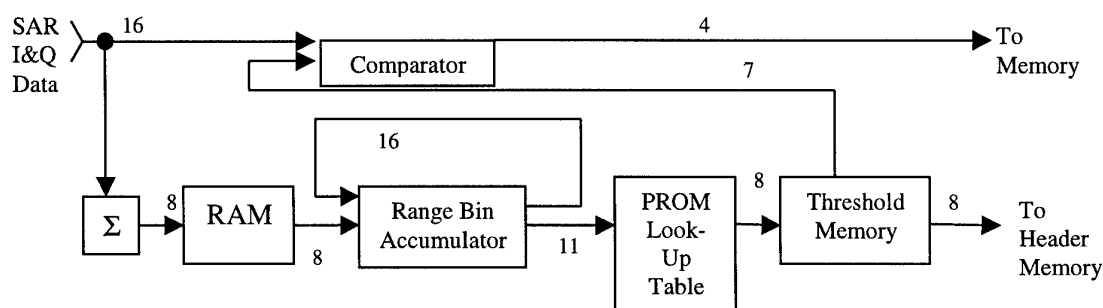 SAR
I&Q
Data
16
4
To
Memory
Comparator
7
16
Σ
8
RAM
8
Range Bin
Accumulator
11
PROM
Look-
Up
Table
8
Threshold
Memory
8
To
Header
Memory